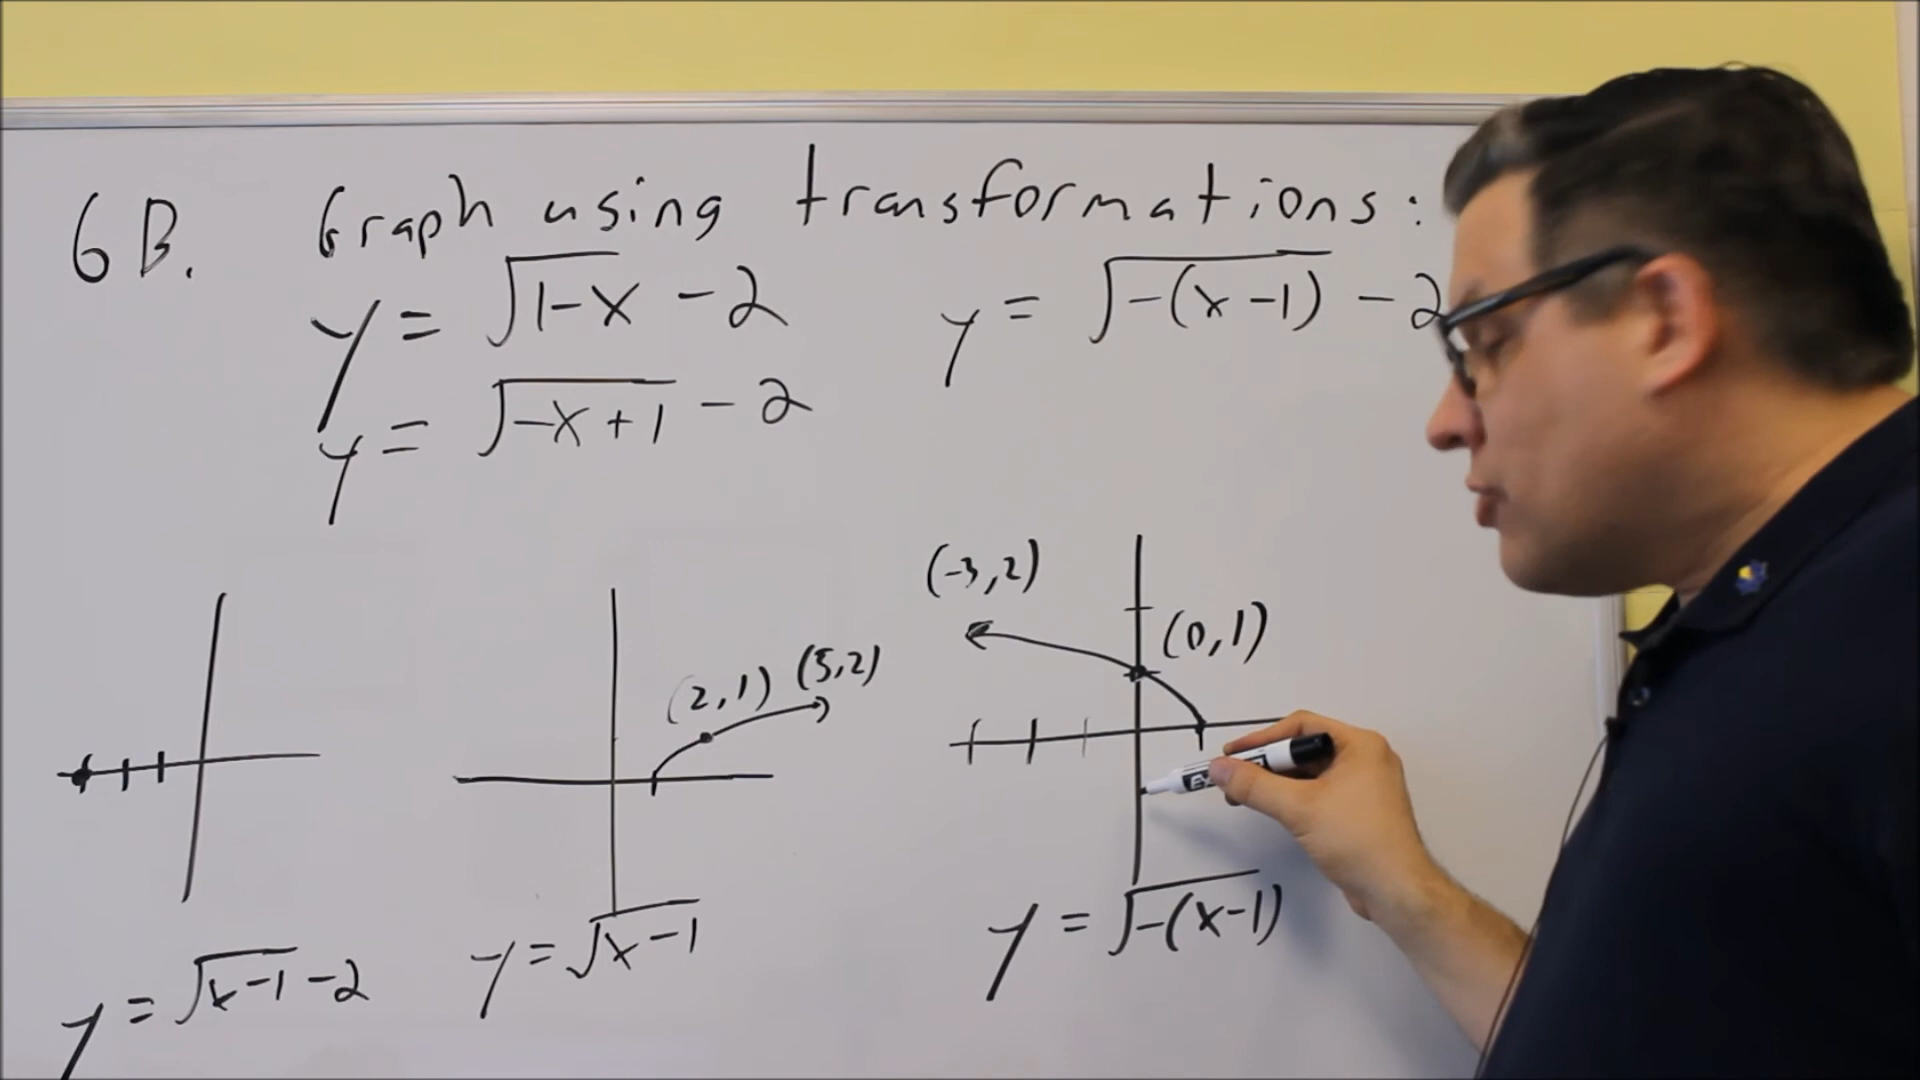 6B. Graph using transformations:
y = √1-x - 2
y = √-(x-1) - 2
y = √-x+1 - 2
(-3,2)
(0,1)
(2,1) (5,2)
y = √x-1 - 2
y = √x-1
y = √-(x-1)